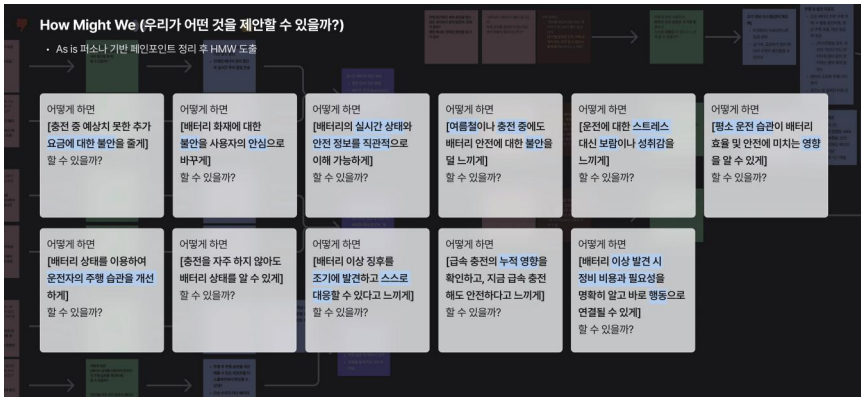 How Might We (우리가 어떤 것을 제안할 수 있을까?)
• As is 퍼소나 기반 페인포인트 정리 후 HMW 도출
어떻게 하면
[충전 중 예상치 못한 추가
요금에 대한 불안을 줄게]
할 수 있을까?
어떻게 하면
[배터리 화재에 대한
불안을 사용자의 안심으로
바꾸게]
할 수 있을까?
어떻게 하면
[배터리의 실시간 상태와
안전 정보를 직관적으로
이해 가능하게]
할 수 있을까?
어떻게 하면
[여름철이나 충전 중에도
배터리 안전에 대한 불안을
덜 느끼게]
할 수 있을까?
어떻게 하면
[운전에 대한 스트레스
대신 보람이나 성취감을
느끼게]
할 수 있을까?
어떻게 하면
[평소 운전 습관이 배터리
효율 및 안전에 미치는 영향
을 알 수 있게]
할 수 있을까?
어떻게 하면
[배터리 상태를 이용하여
운전자의 주행 습관을 개선
하게]
할 수 있을까?
어떻게 하면
[충전을 자주 하지 않아도
배터리 상태를 알 수 있게]
할 수 있을까?
어떻게 하면
[배터리 이상 징후를
조기에 발견하고 스스로
대응할 수 있다고 느끼게]
할 수 있을까?
어떻게 하면
[급속 충전의 누적 영향을
확인하고, 지금 급속 충전
해도 안전하다고 느끼게]
할 수 있을까?
어떻게 하면
[배터리 이상 발견 시
정비 비용과 필요성을
명확히 알고 바로 행동으로
연결될 수 있게]
할 수 있을까?